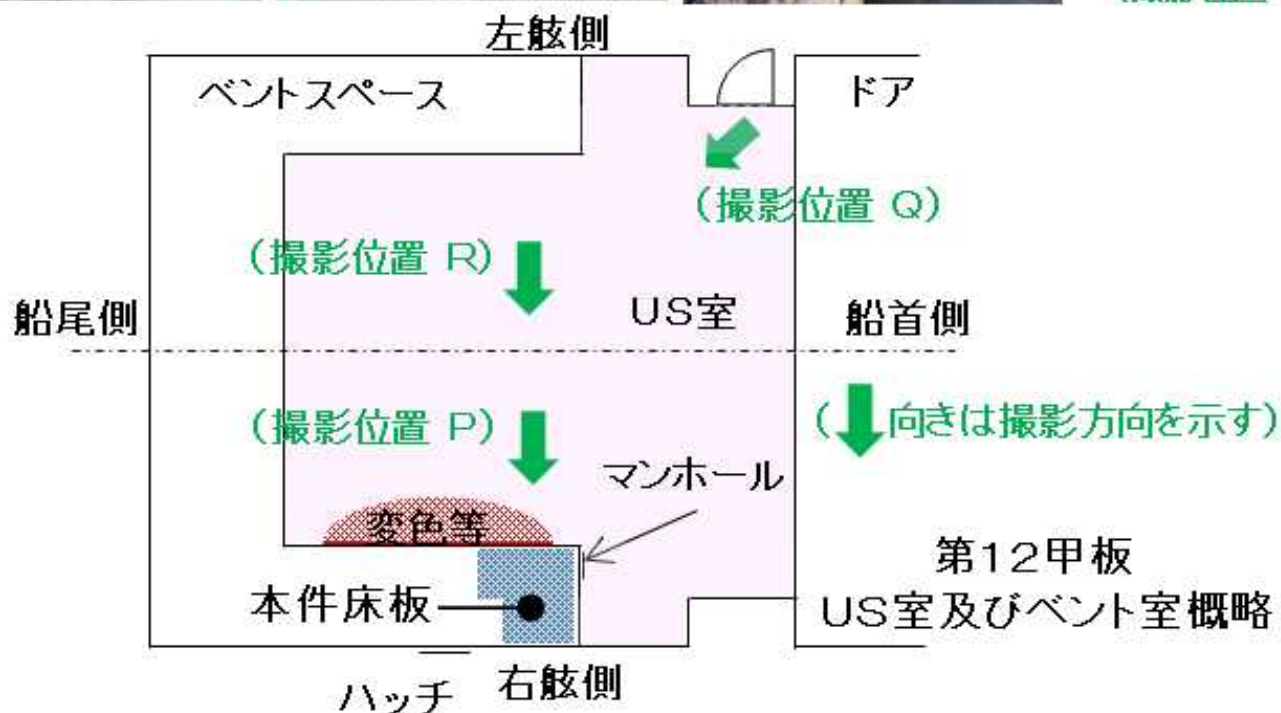 左舷側
ベントスペース
ドア
(撮影位置 Q)
(撮影位置 R)
US室
船尾側
船首側
(撮影位置 P)
(向きは撮影方向を示す)
マンホール
変色等
本件床板
第12甲板
US室及びベント室概略
ハッチ
右舷側